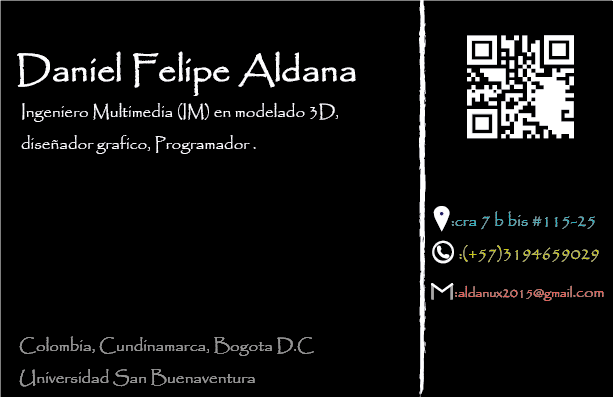 Daniel Felipe Aldana
Ingeniero Multimedia (IM) en modelado 3D,
diseñador grafico, Programador .
Colombia, Cundinamarca, Bogota D.C
Universidad San Buenaventura
:cra 7 b bis #115-25
:(+57)3194659029
:aldanux2015@gmail.com